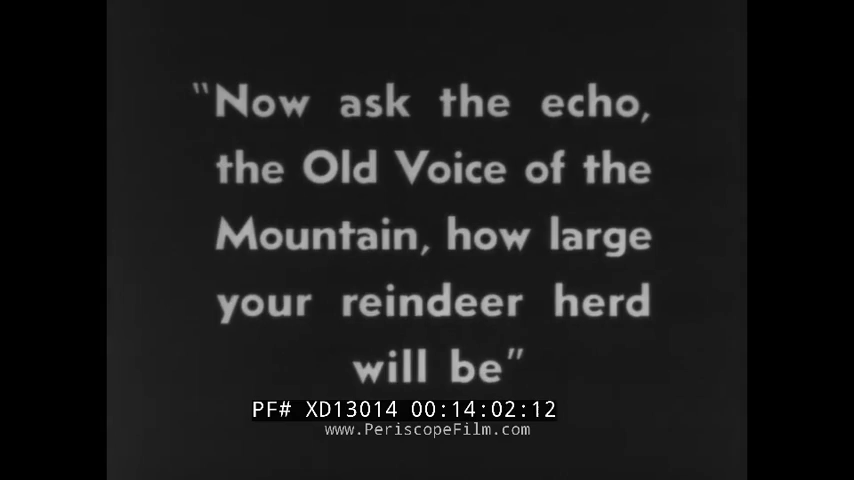 "Now ask the echo,
the Old Voice of the
Mountain, how large
your reindeer herd
will be"
PF# XD13014 00:14:02:12
www.PeriscopeFilm.com